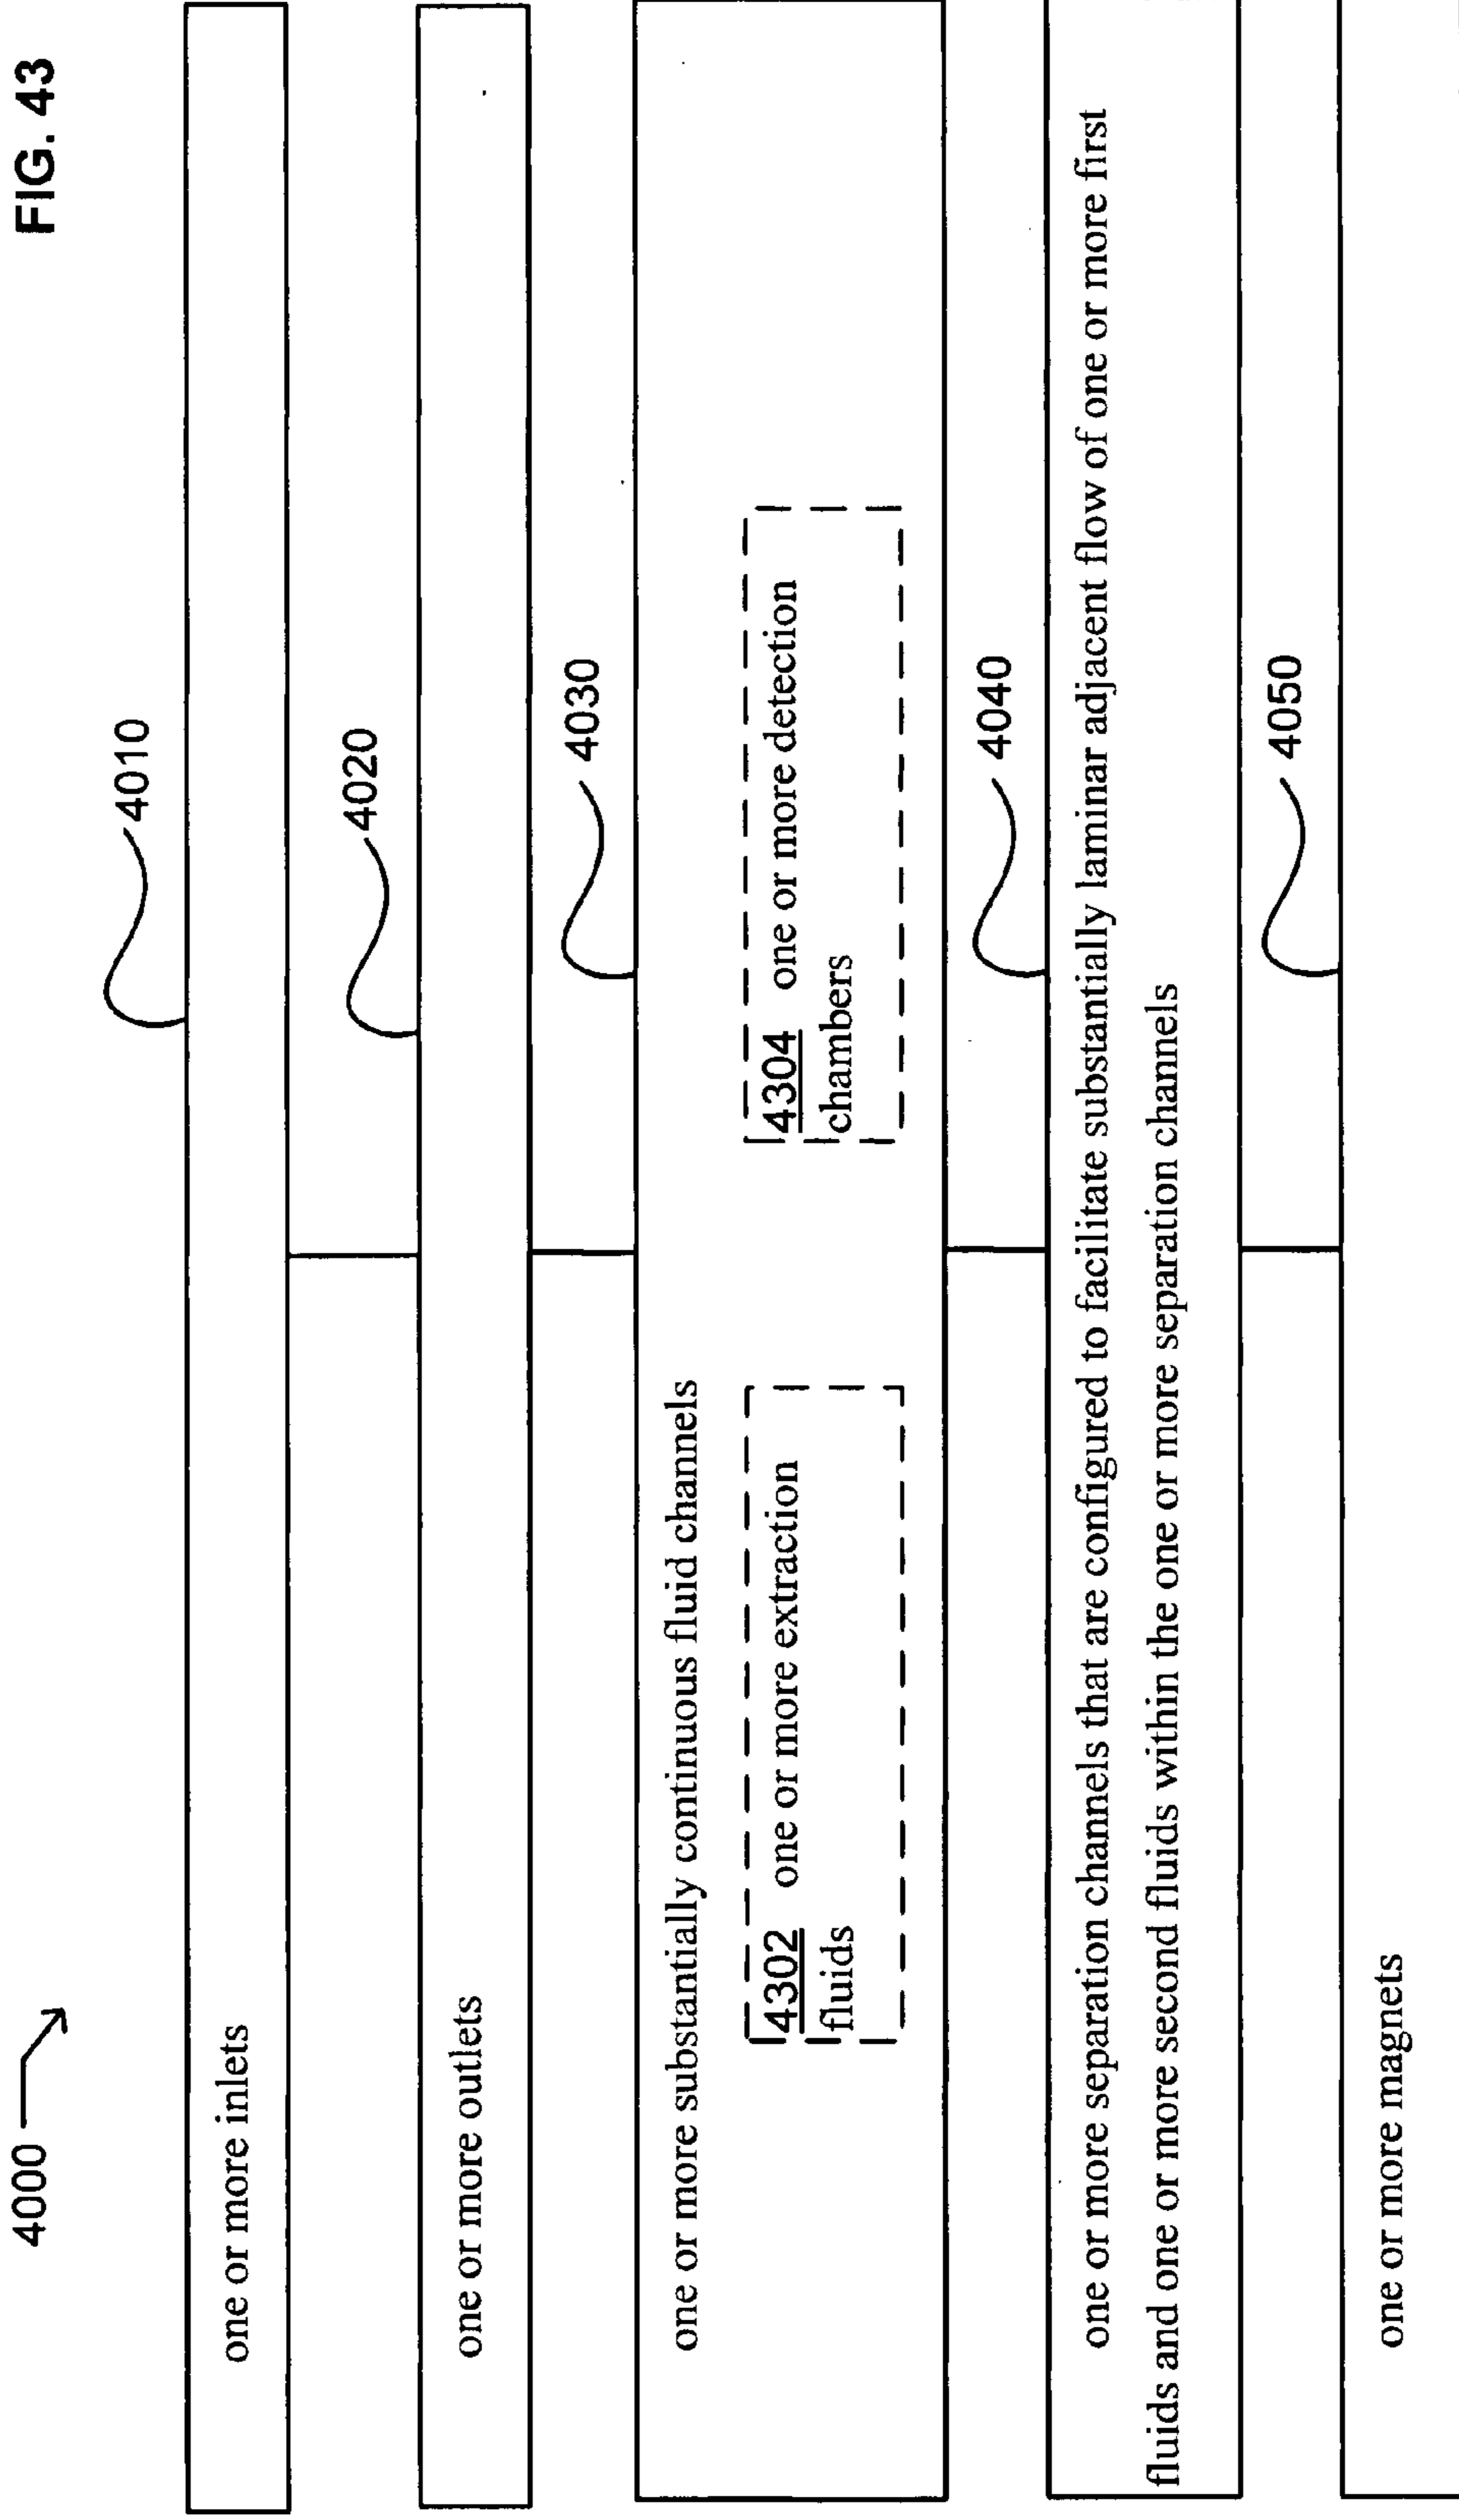 FIG. 43
4000
4010
one or more inlets
4020
one or more outlets
4030
one or more substantially continuous fluid channels
4302 one or more extraction
fluids
4304 one or more detection
chambers
4040
one or more separation channels that are configured to facilitate substantially laminar adjacent flow of one or more first
fluids and one or more second fluids within the one or more separation channels
4050
one or more magnets